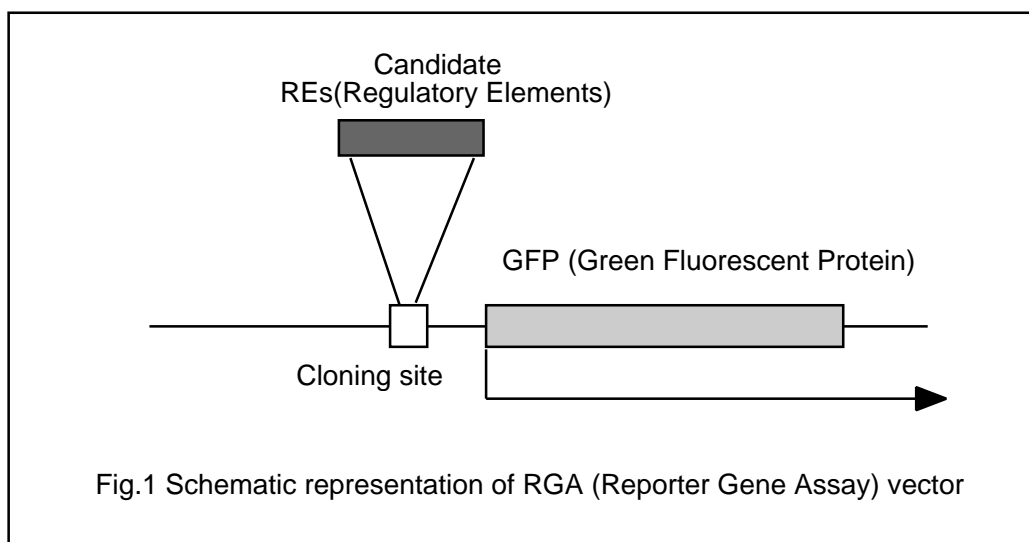 Candidate
REs(Regulatory Elements)
GFP (Green Fluorescent Protein)
Cloning site
Fig.1 Schematic representation of RGA (Reporter Gene Assay) vector